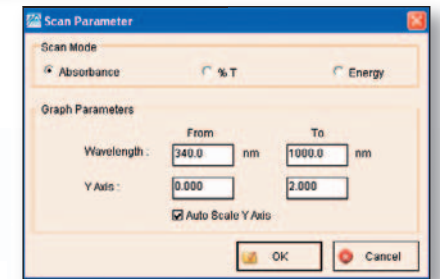 Scan Parameter
Scan Mode
Absorbance % T Energy
Graph Parameters
From To
Wavelength : 340.0 nm 1000.0 nm
Y Axis : 0.000 2.000
Auto Scale Y Axis
OK Cancel